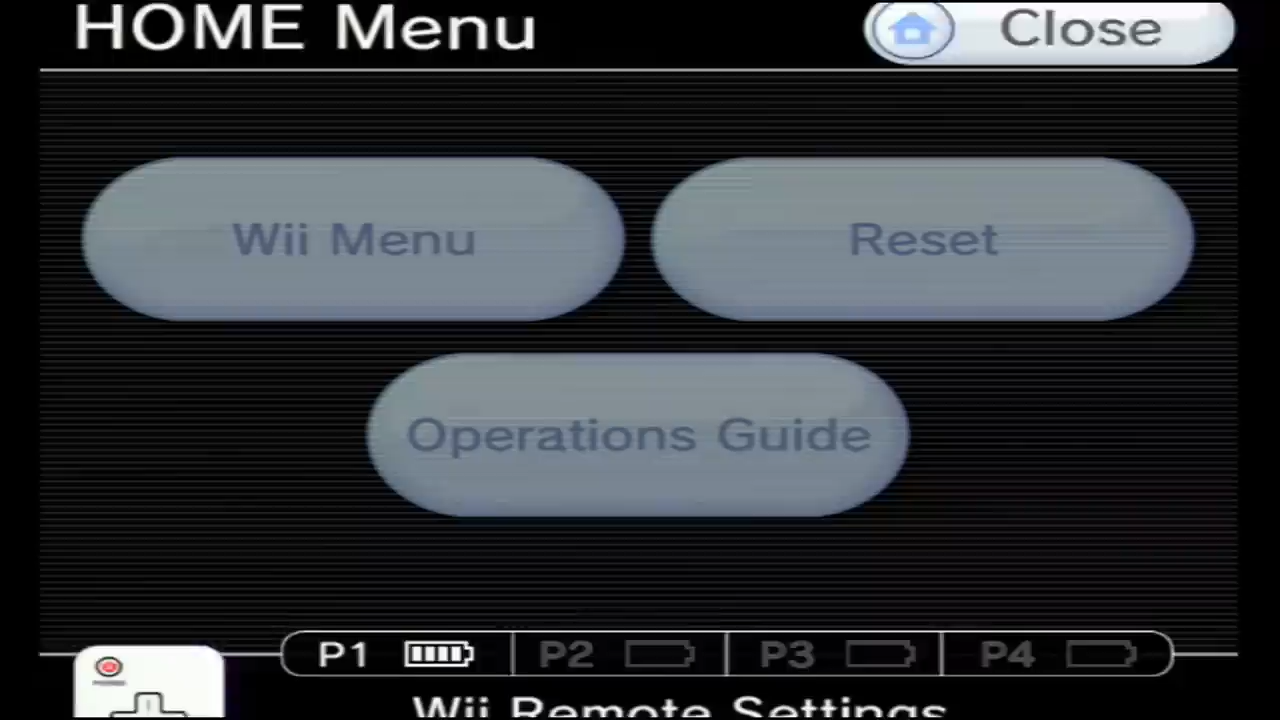 HOME Menu
Close
Wii Menu
Reset
Operations Guide
P1
P2
P3
P4
Wii Remote Settings